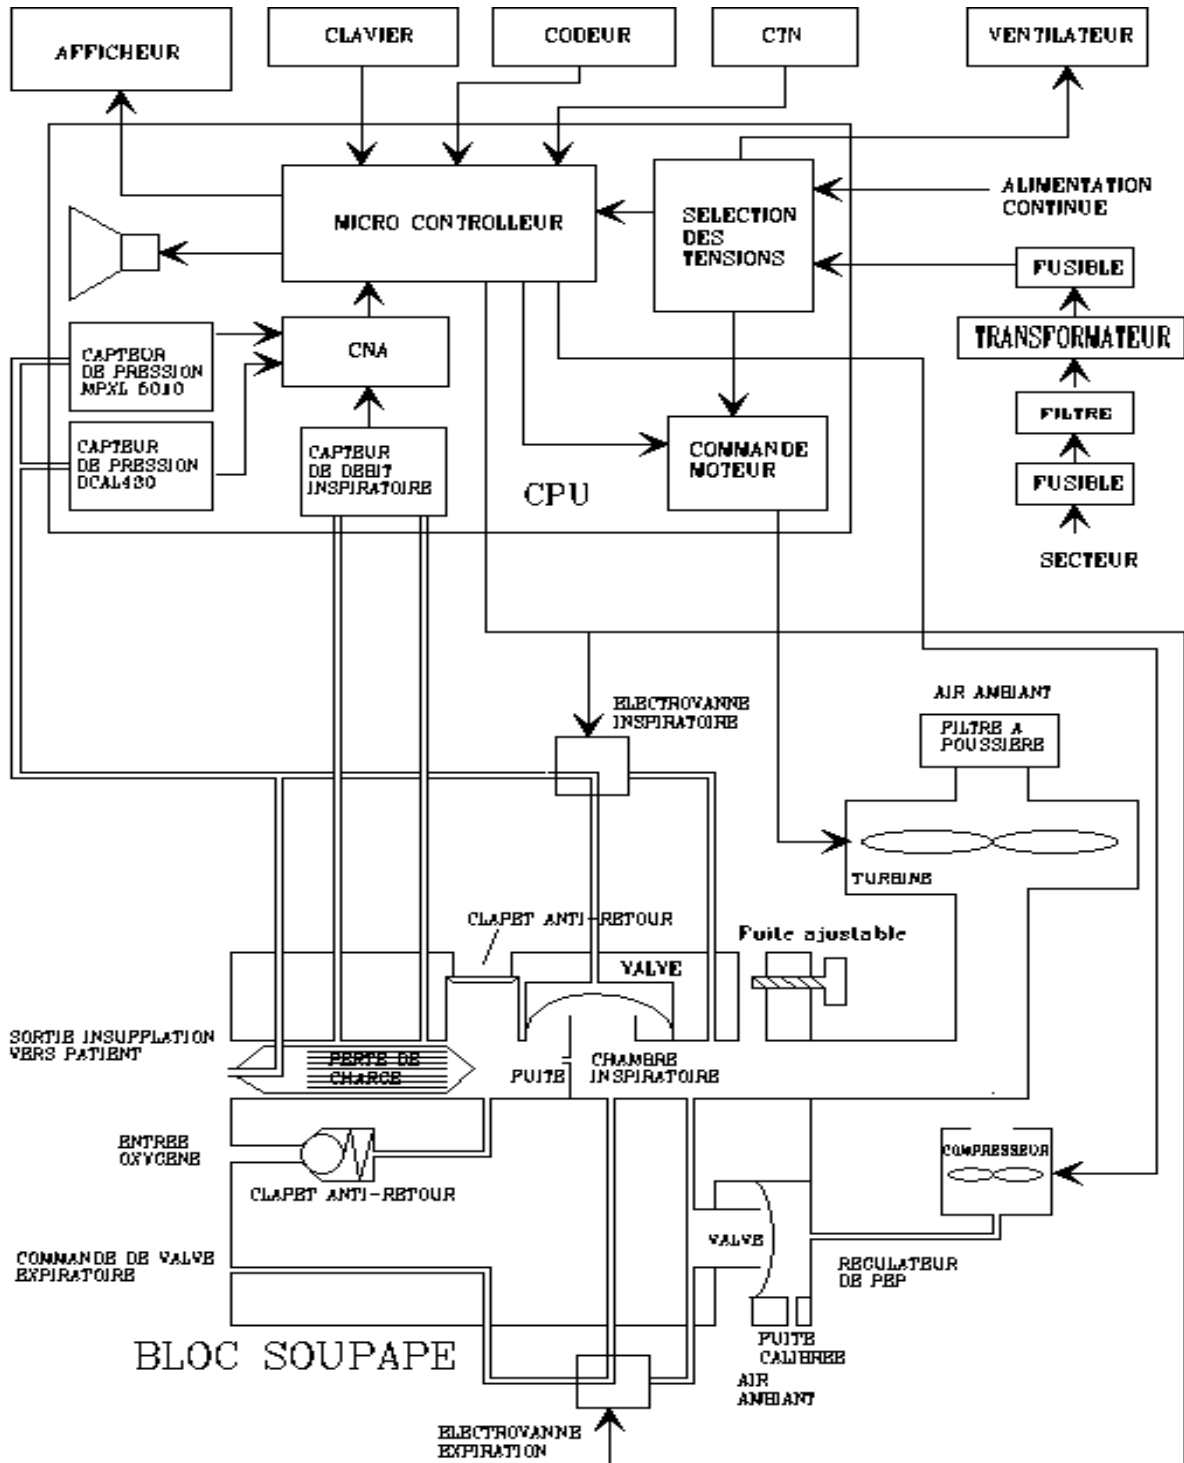 AFFICHEUR
CLAVIER
CODEUR
CTN
VENTILATEUR
MICRO CONTROLLEUR
SELECTION
DES
TENSIONS
ALIMENTATION
CONTINUE
FUSIBLE
TRANSFORMATEUR
FILTRE
FUSIBLE
SECTEUR
CAPTEUR
DE PRESSION
MPXL 5010
CNA
CAPTEUR
DE PRESSION
DCAL430
CAPTEUR
DE DEBIT
INSPIRATOIRE
COMMANDE
MOTEUR
CPU
ELECTROVANNE
INSPIRATOIRE
AIR AMBIANT
FILTRE A
POUSSIERE
TURBINE
CLAPET ANTI-RETOUR
Fuite ajustable
VALVE
SORTIE INSUFFLATION
VERS PATIENT
PERTE DE
CHARGE
FUITE
CHAMBRE
INSPIRATOIRE
ENTREE
OXYGENE
CLAPET ANTI-RETOUR
COMPRESSEUR
COMMANDE DE VALVE
EXPIRATOIRE
VALVE
REGULATEUR
DE PEP
BLOC SOUPAPE
FUITE
CALIBREE
AIR
AMBIANT
ELECTROVANNE
EXPIRATION